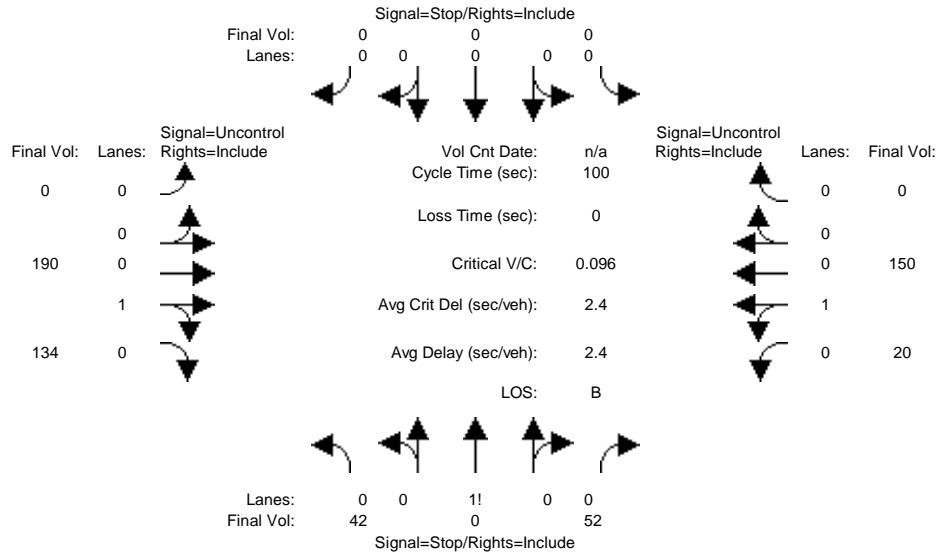 Signal=Stop/Rights=Include
Final Vol: 0 0 0
Lanes: 0 0 0 0 0
Signal=Uncontrol Signal=Uncontrol
Final Vol: Lanes: Rights=Include Vol Cnt Date: n/a Rights=Include Lanes: Final Vol:
Cycle Time (sec): 100
0 0 0 0
Loss Time (sec): 0
0 0
190 0 Critical V/C: 0.096 0 150
1 Avg Crit Del (sec/veh): 2.4 1
134 0 Avg Delay (sec/veh): 2.4 0 20
LOS: B
Lanes: 0 0 1! 0 0
Final Vol: 42 0 52
Signal=Stop/Rights=Include